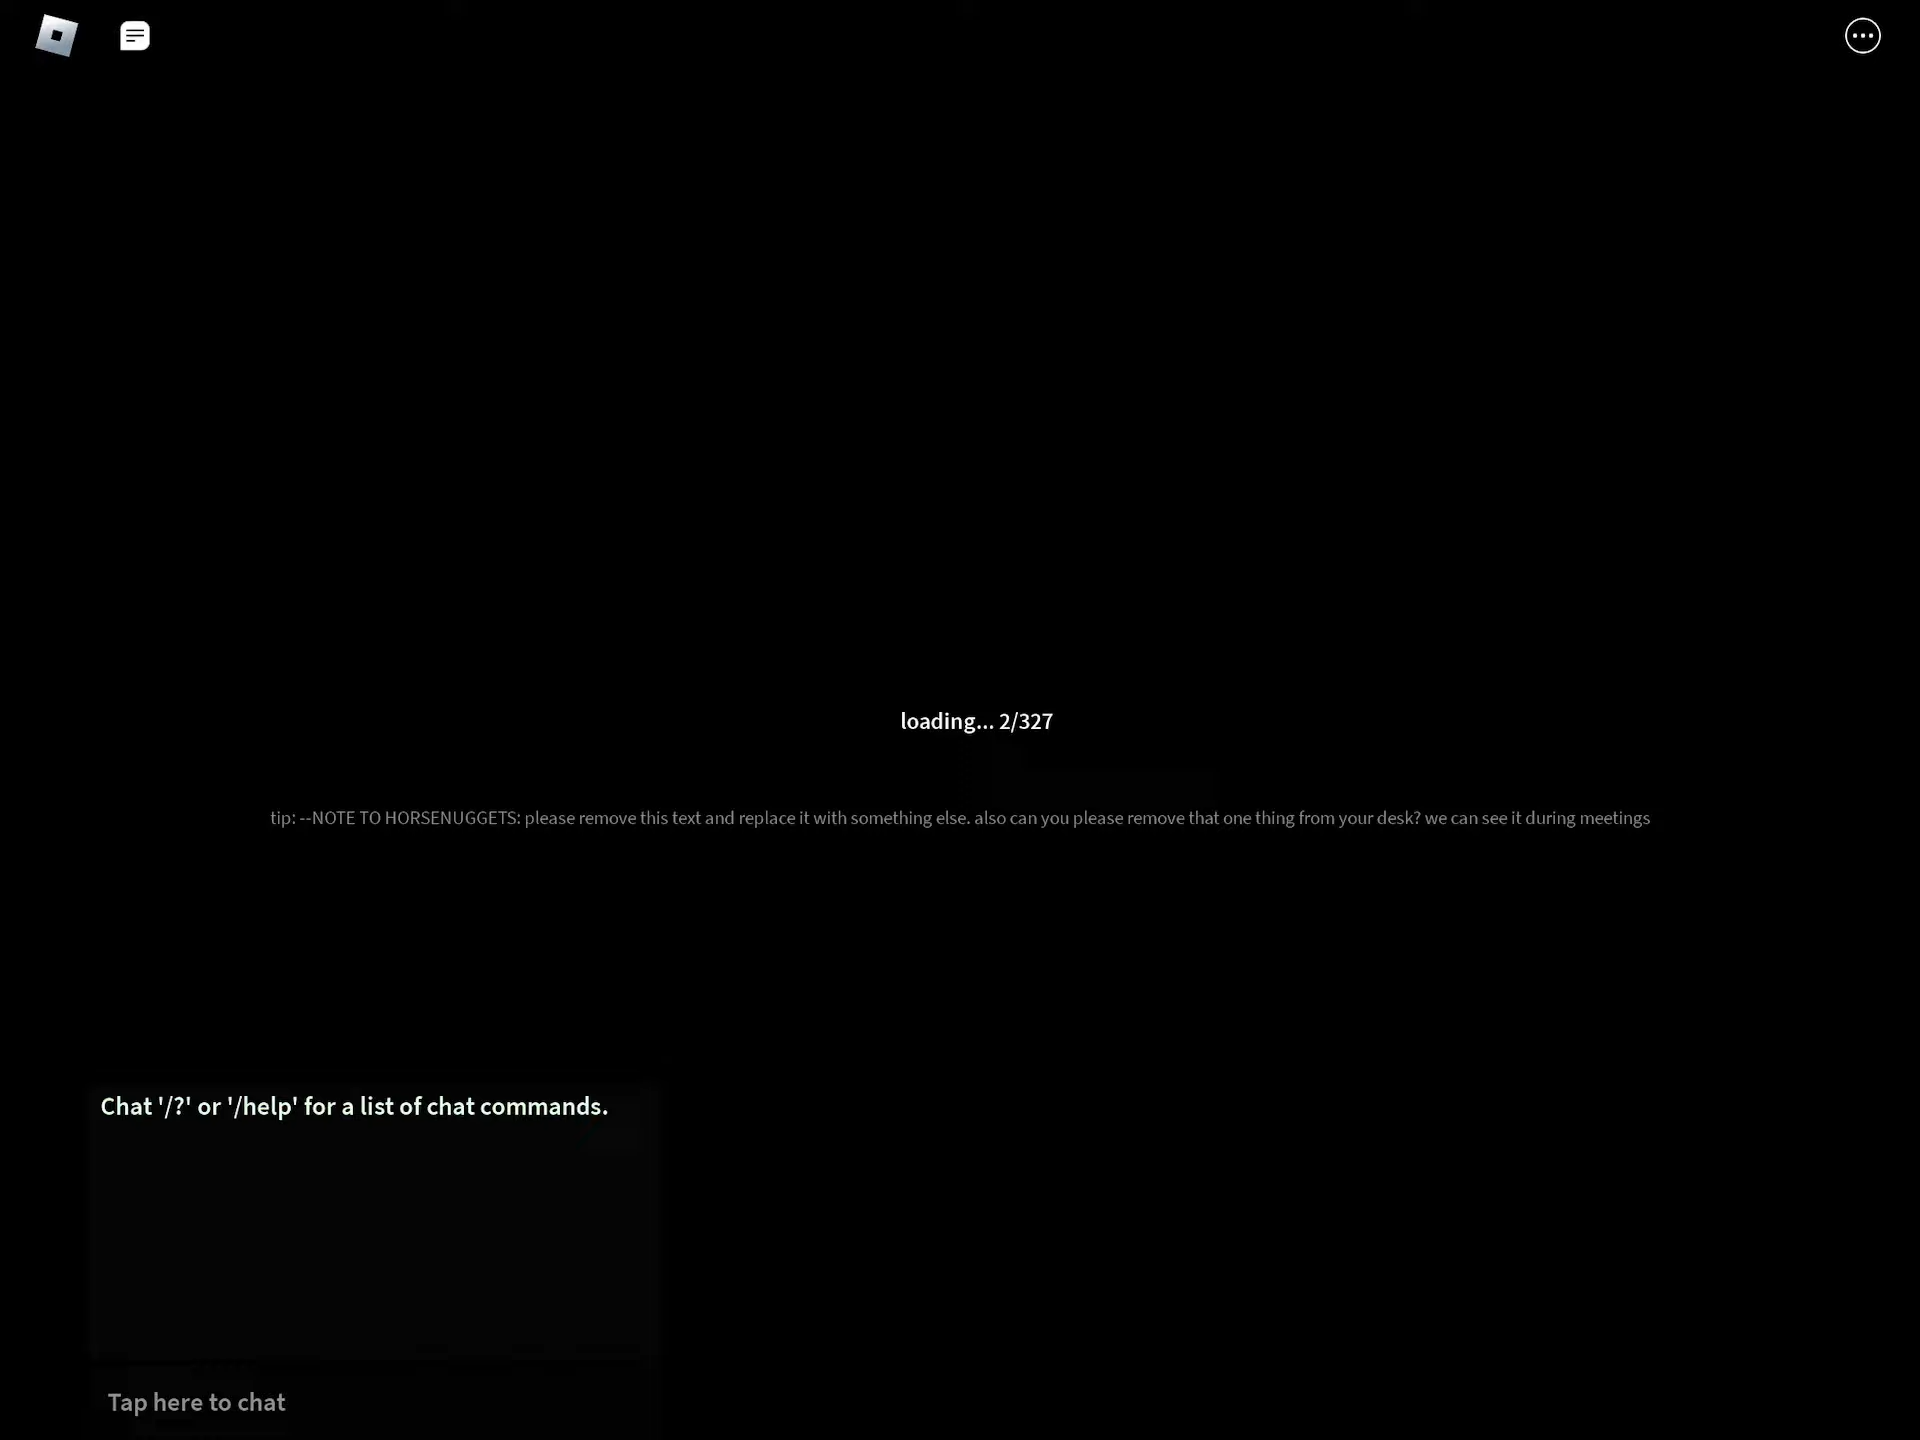 loading... 2/327
tip: --NOTE TO HORSENUGGETS: please remove this text and replace it with something else. also can you please remove that one thing from your desk? we can see it during meetings
Chat '/?' or '/help' for a list of chat commands.
Tap here to chat